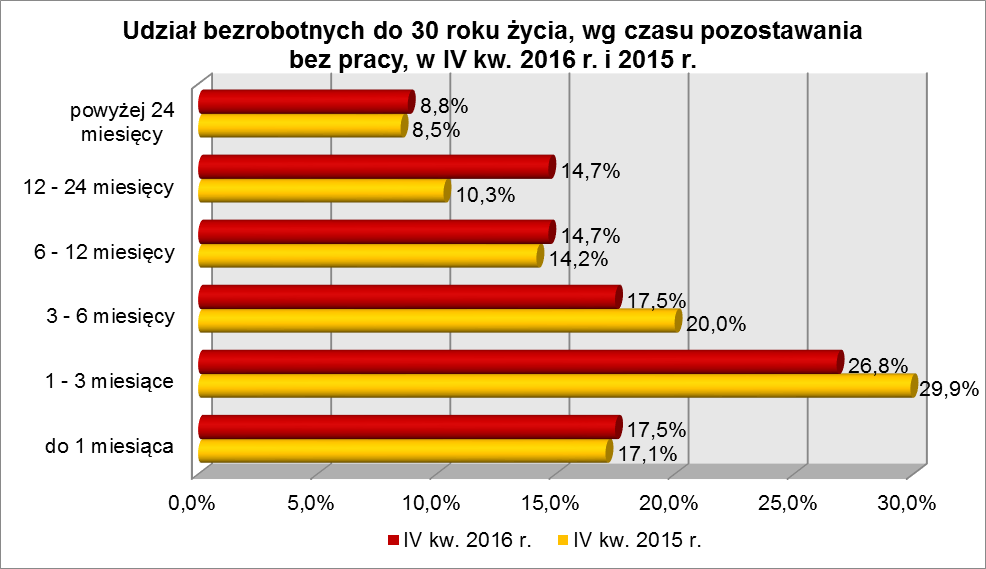 Udział bezrobotnych do 30 roku życia, wg czasu pozostawania
bez pracy, w IV kw. 2016 r. i 2015 r.
powyżej 24
miesięcy
8,8%
8,5%
12 - 24 miesięcy
14,7%
10,3%
6 - 12 miesięcy
14,7%
14,2%
3 - 6 miesięcy
17,5%
20,0%
1 - 3 miesiące
26,8%
29,9%
do 1 miesiąca
17,5%
17,1%
0,0% 5,0% 10,0% 15,0% 20,0% 25,0% 30,0%
IV kw. 2016 r. IV kw. 2015 r.